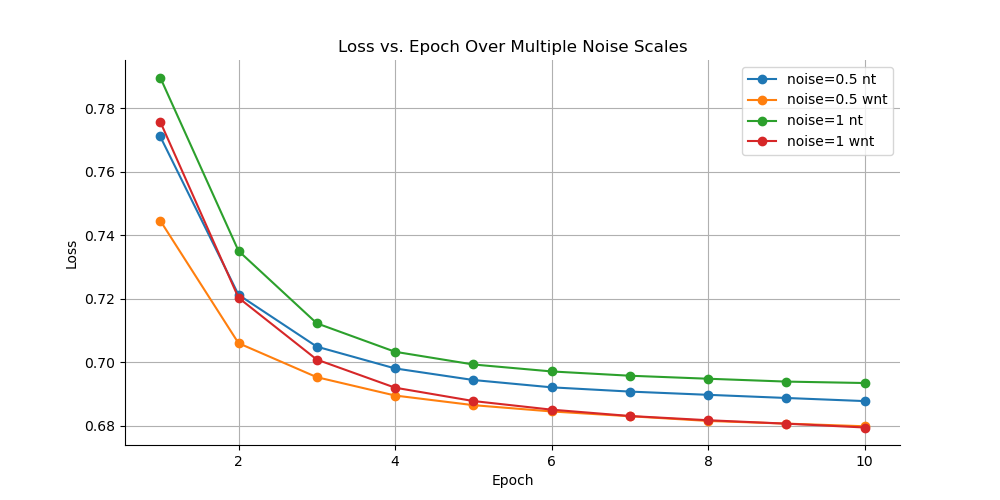 Loss vs. Epoch Over Multiple Noise Scales
noise=0.5 nt
noise=0.5 wnt
noise=1 nt
noise=1 wnt
Loss
0.78
0.76
0.74
0.72
0.70
0.68
2
4
6
8
10
Epoch